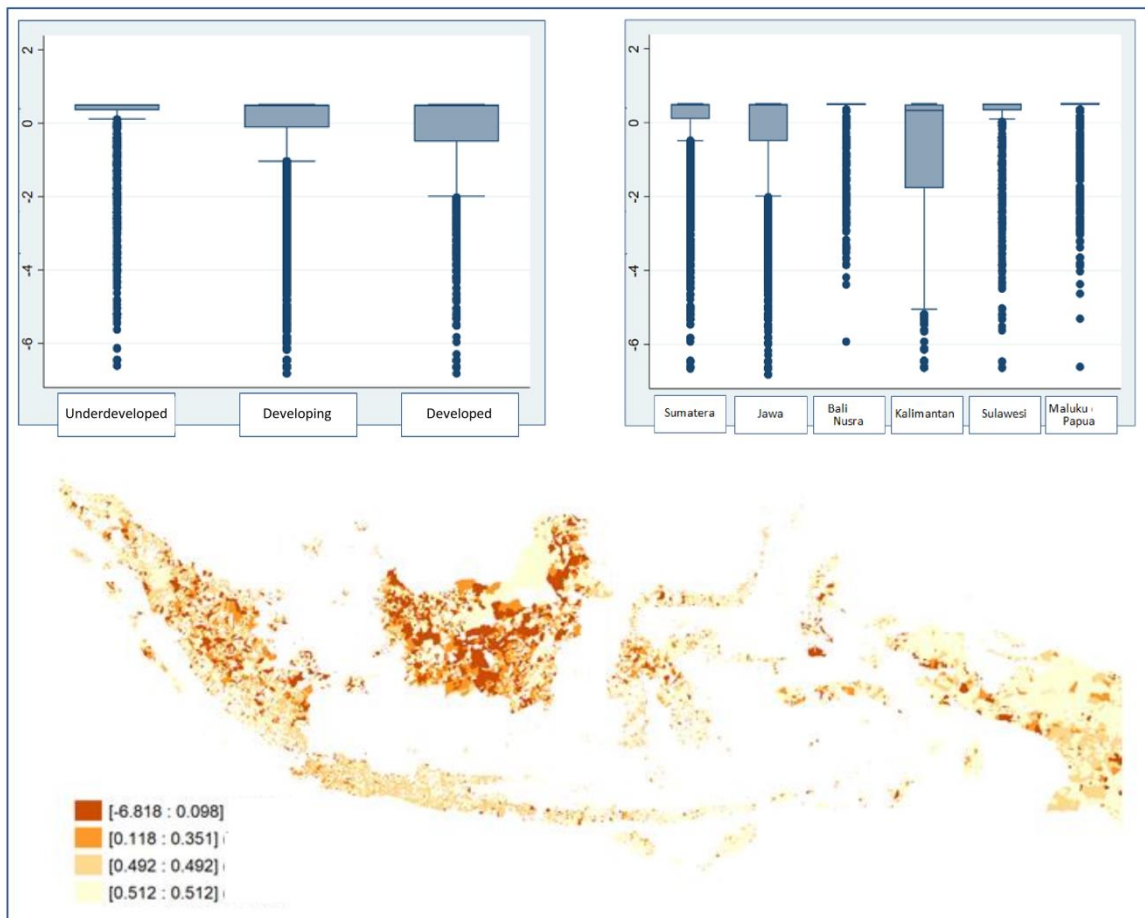 2
0
-2
-4
-6
Underdeveloped
Developing
Developed
2
0
-2
-4
-6
Sumatera
Jawa
Bali
Nusra
Kalimantan
Sulawesi
Maluku
Papua
[-6.818 : 0.098]
[0.118 : 0.351] (
[0.492 : 0.492] (
[0.512 : 0.512] (